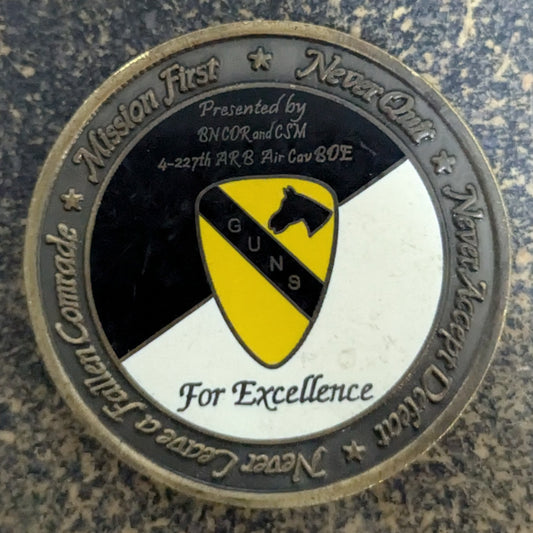 Mission First ★ Never Quit ★ Never Accept Defeat ★ Never Leave a Fallen Comrade ★
Presented by
BNCOR and CSM
4-227th ARB Air Cav BDE
GUNS
For Excellence